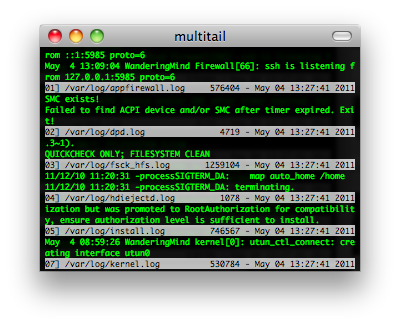 multitail
rom ::1:5985 proto=6
May  4 13:09:04 WanderingMind Firewall[66]: ssh is listening f
rom 127.0.0.1:5985 proto=6
01] /var/log/appfirewall.log 576404 - May 04 13:27:41 2011
SMC exists!
Failed to find ACPI device and/or SMC after timer expired. Exi
t!
02] /var/log/dpd.log 4719 - May 04 13:27:41 2011
.3~1).
QUICKCHECK ONLY; FILESYSTEM CLEAN
03] /var/log/fsck_hfs.log 1259104 - May 04 13:27:41 2011
11/12/10 11:20:31 -processSIGTERM_DA:    map auto_home /home
11/12/10 11:20:31 -processSIGTERM_DA: terminating.
04] /var/log/ndiejectd.log 1078 - May 04 13:27:41 2011
ization but was promoted to RootAuthorization for compatibilit
y, ensure authorization level is sufficient to install.
05] /var/log/install.log 746567 - May 04 13:27:41 2011
May  4 08:59:26 WanderingMind kernel[0]: utun_ctl_connect: cre
ating interface utun0
07] /var/log/kernel.log 530784 - May 04 13:27:41 2011